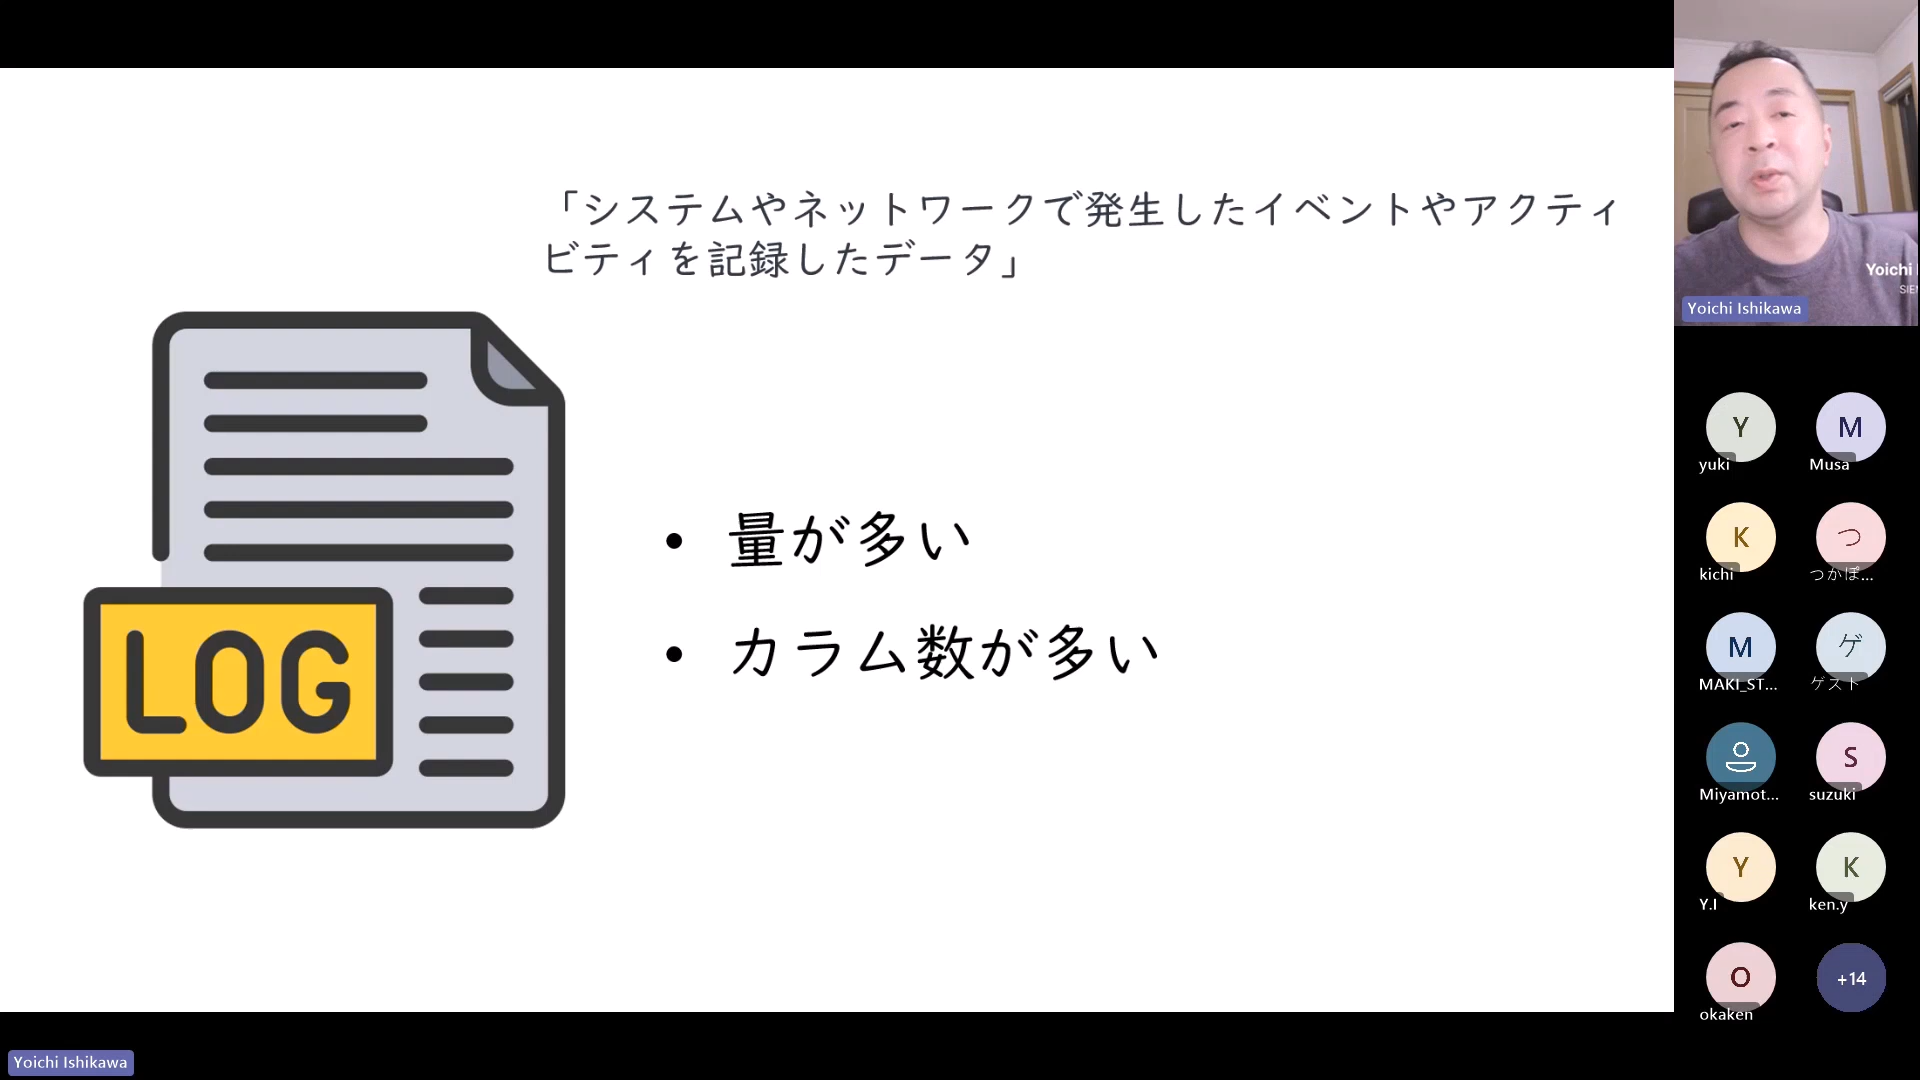 「システムやネットワークで発生したイベントやアクティ
ビティを記録したデータ」
LOG
• 量が多い
• カラム数が多い
Yoichi
SIE
Yoichi Ishikawa
Y
yuki
M
Musa
K
kichi
つ
つかぽ...
M
MAKI_ST...
ゲ
ゲスト
Miyamot...
S
suzuki
Y
Y.I
K
ken.y
O
okaken
+14
Yoichi Ishikawa